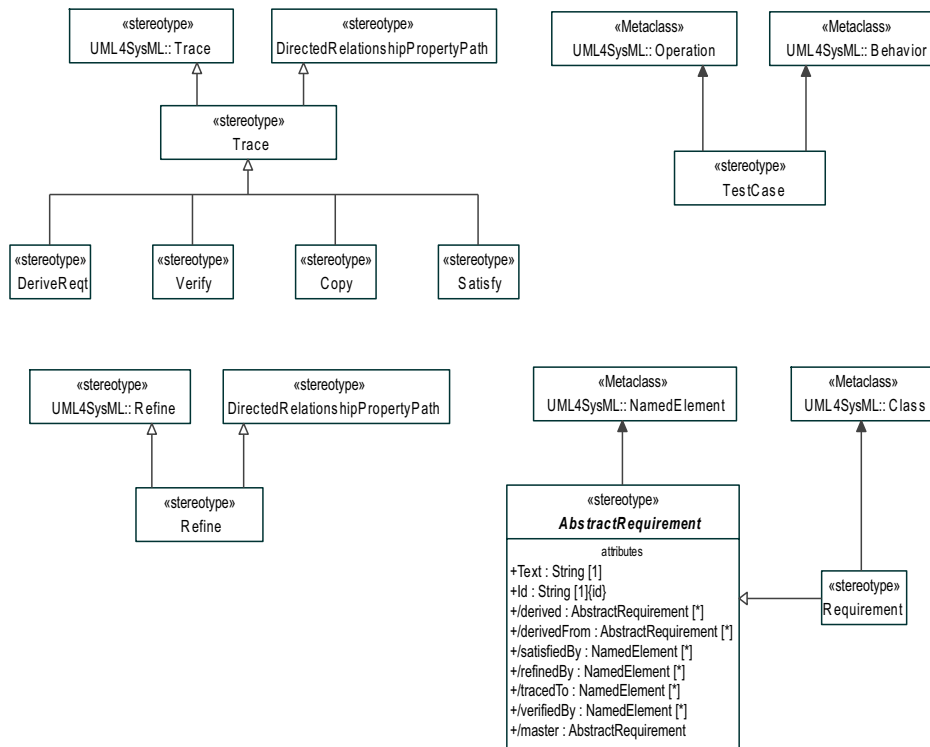 «stereotype»
UML4SysML::Trace
«stereotype»
DirectedRelationshipPropertyPath
«Metaclass»
UML4SysML::Operation
«Metaclass»
UML4SysML::Behavior
«stereotype»
Trace
«stereotype»
TestCase
«stereotype»
DeriveReqt
«stereotype»
Verify
«stereotype»
Copy
«stereotype»
Satisfy
«stereotype»
UML4SysML::Refine
«stereotype»
DirectedRelationshipPropertyPath
«Metaclass»
UML4SysML::NamedElement
«Metaclass»
UML4SysML::Class
«stereotype»
Refine
«stereotype»
AbstractRequirement
attributes
+Text : String [1]
+Id : String [1]{id}
+/derived : AbstractRequirement [*]
+/derivedFrom : AbstractRequirement [*]
+/satisfiedBy : NamedElement [*]
+/refinedBy : NamedElement [*]
+/tracedTo : NamedElement [*]
+/verifiedBy : NamedElement [*]
+/master : AbstractRequirement
«stereotype»
Requirement